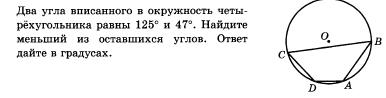 Два угла вписанного в окружность четы-
рёхугольника равны 125° и 47°. Найдите
меньший из оставшихся углов. Ответ
дайте в градусах.
O
B
C
D
A